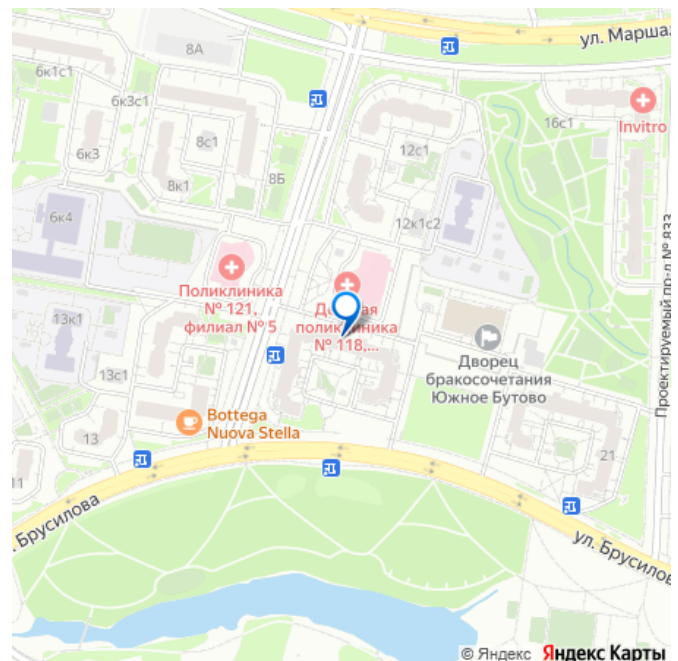 ул. Марша
8А
6к1с1
6к3с1
8с1
6к3
8к1
8Б
12с1
16с1
Invitro
6к4
12к1с2
Поликлиника
№ 121,
филиал № 5
поликлиника
№ 118,...
Дворец
бракосочетания
Южное Бутово
Проектируемый пр-д № 833
13к1
13с1
13
11
Bottega
Nuova Stella
21
Брусилова
ул. Брусилов
© Яндекс Яндекс Карты